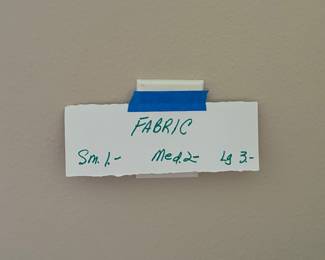 FABRIC
Sm. 1.- Med. 2- Lg 3.-